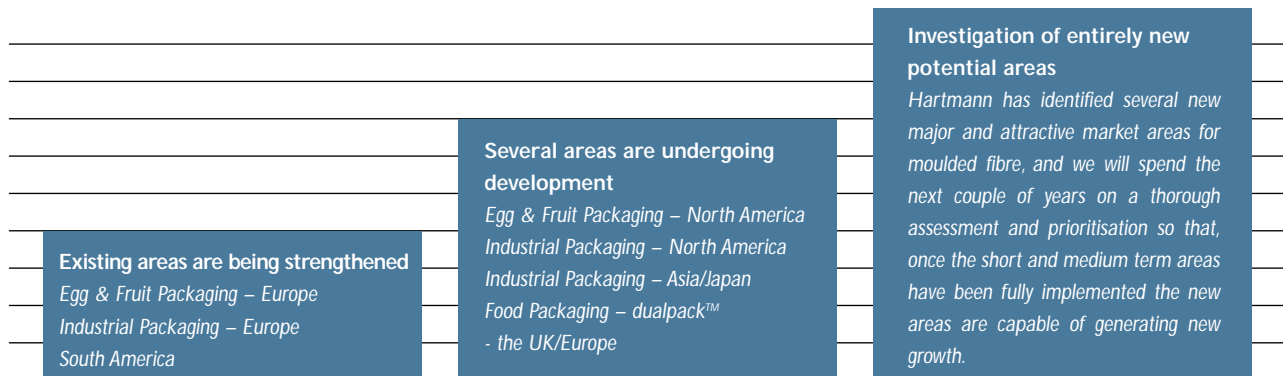 Existing areas are being strengthened
Egg & Fruit Packaging – Europe
Industrial Packaging – Europe
South America
Several areas are undergoing
development
Egg & Fruit Packaging – North America
Industrial Packaging – North America
Industrial Packaging – Asia/Japan
Food Packaging – dualpack™
- the UK/Europe
Investigation of entirely new
potential areas
Hartmann has identified several new
major and attractive market areas for
moulded fibre, and we will spend the
next couple of years on a thorough
assessment and prioritisation so that,
once the short and medium term areas
have been fully implemented the new
areas are capable of generating new
growth.